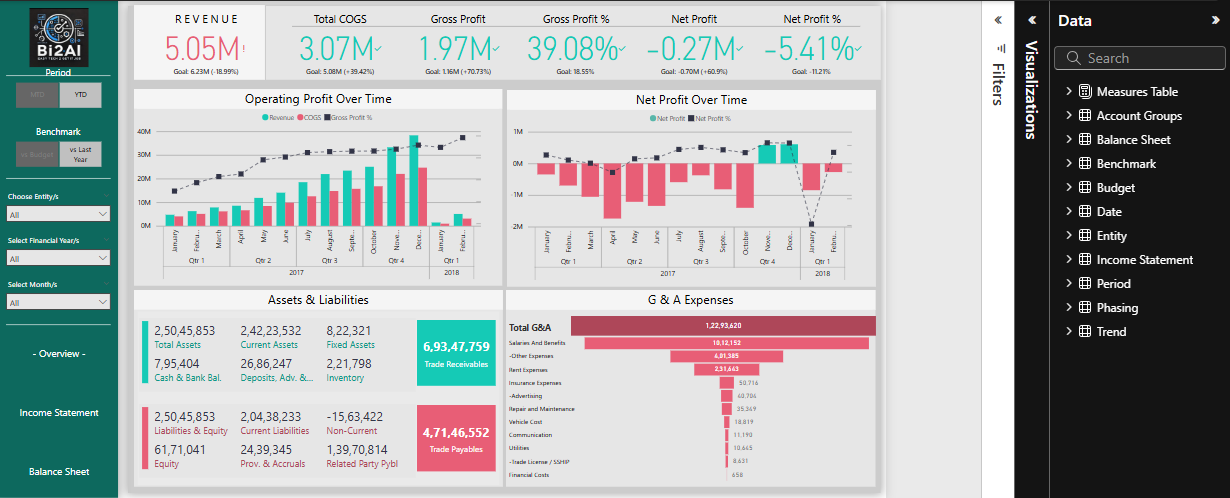 Bi2AI
EASY TECH 2 GET IT JOB
Period
MTD
YTD
Benchmark
vs Budget
vs Last
Year
Choose Entity/s
All
Select Financial Year/s
All
Select Month/s
All
- Overview -
Income Statement
Balance Sheet
REVENUE
5.05M!
Goal: 6.23M (-18.99%)
Total COGS
3.07M
Goal: 5.08M (+39.42%)
Gross Profit
1.97M
Goal: 1.16M (+70.73%)
Gross Profit %
39.08%
Goal: 18.55%
Net Profit
-0.27M
Goal: -0.70M (+60.9%)
Net Profit %
-5.41%
Goal: -11.21%
Operating Profit Over Time
Revenue COGS Gross Profit %
40M
30M
20M
10M
0M
January Febru... March April May June July August Septe... October Nove... Dece... January Febru...
Qtr 1 Qtr 2 Qtr 3 Qtr 4 Qtr 1
2017 2018
Net Profit Over Time
Net Profit Net Profit %
1M
0M
-1M
-2M
January Febru... March April May June July August Septe... October Nove... Dece... January Febru...
Qtr 1 Qtr 2 Qtr 3 Qtr 4 Qtr 1
2017 2018
Assets & Liabilities
2,50,45,853 2,42,23,532 8,22,321
Total Assets Current Assets Fixed Assets
7,95,404 26,86,247 2,21,798
Cash & Bank Bal. Deposits, Adv. &... Inventory
6,93,47,759
Trade Receivables
2,50,45,853 2,04,38,233 -15,63,422
Liabilities & Equity Current Liabilities Non-Current
61,71,041 24,39,345 1,39,70,814
Equity Prov. & Accruals Related Party Pybl
4,71,46,552
Trade Payables
G & A Expenses
Total G&A 1,22,93,620
Salaries And Benefits 10,12,152
-Other Expenses 6,01,385
Rent Expenses 2,31,663
Insurance Expenses 50,716
-Advertising 60,706
Repair and Maintenance 35,369
Vehicle Cost 18,819
Communication 11,190
Utilities 10,645
-Trade License / SSHIP 8,631
Financial Costs 658
Filters
Visualizations
Data
Search
Measures Table
Account Groups
Balance Sheet
Benchmark
Budget
Date
Entity
Income Statement
Period
Phasing
Trend